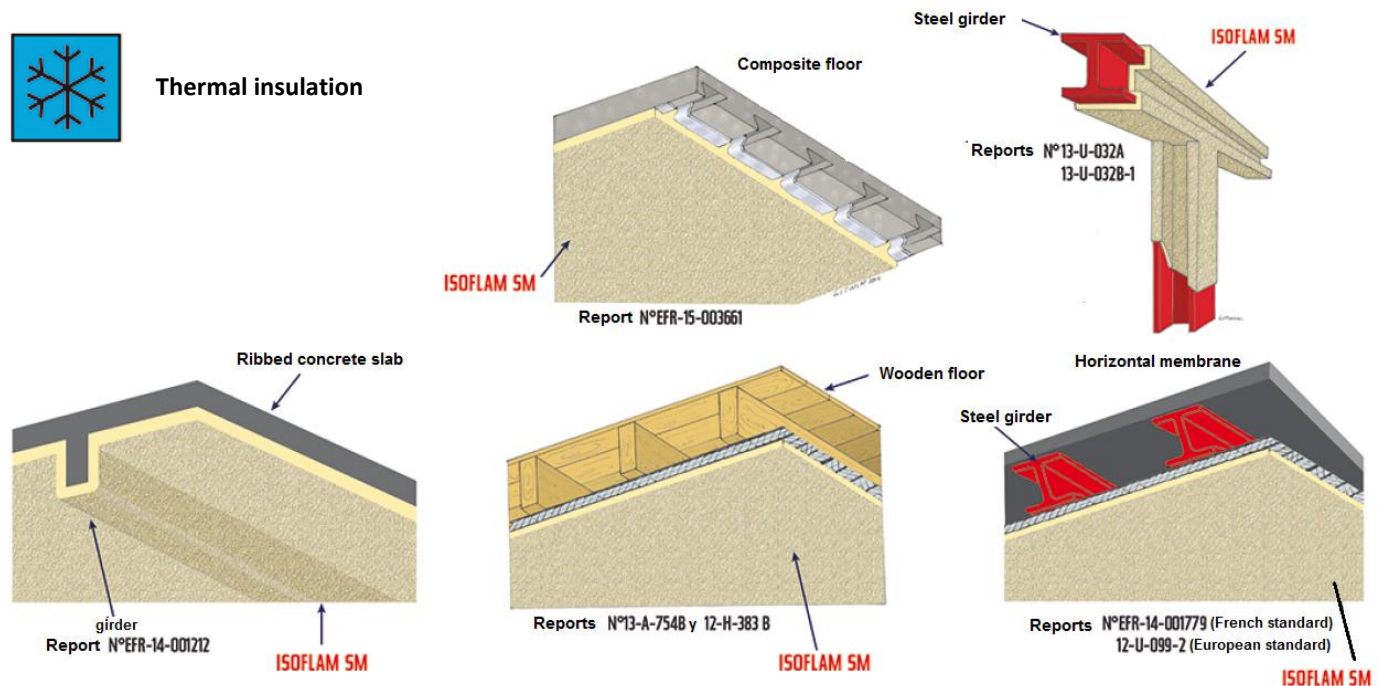 Thermal insulation
Composite floor
ISOFLAM SM
Report N°EFR-15-003661
Steel girder
ISOFLAM SM
Reports N°13-U-032A
13-U-032B-1
Ribbed concrete slab
girder
Report N°EFR-14-001212
ISOFLAM SM
Wooden floor
Reports N°13-A-754B y 12-H-383 B
ISOFLAM SM
Horizontal membrane
Steel girder
Reports N°EFR-14-001779 (French standard)
12-U-099-2 (European standard)
ISOFLAM SM